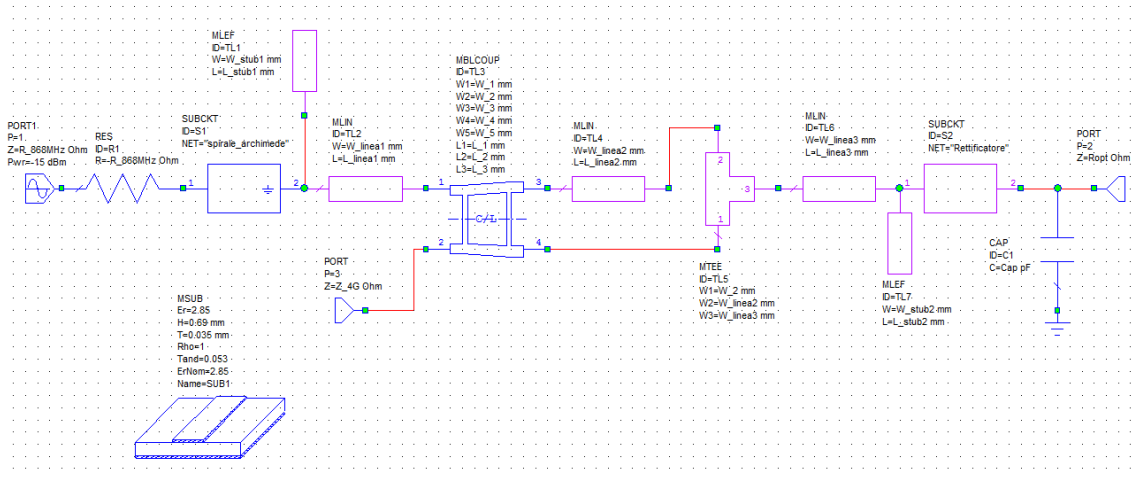 MLEF
ID=TL1
W=W_stub1 mm
L=L_stub1 mm
MBLCOUP
ID=TL3
W1=W_1 mm
W2=W_2 mm
W3=W_3 mm
W4=W_4 mm
W5=W_5 mm
L1=L_1 mm
L2=L_2 mm
L3=L_3 mm
PORT1
P=1
Z=R_868MHz Ohm
Pwr=-15 dBm
RES
ID=R1
R=-R_868MHz Ohm
SUBCKT
ID=S1
NET="spirale_archimede"
1
2
MLIN
ID=TL2
W=W_linea1 mm
L=L_linea1 mm
1
2
3
4
C/L
MLIN
ID=TL4
W=W_linea2 mm
L=L_linea2 mm
2
3
1
MTEE
ID=TL5
W1=W_2 mm
W2=W_linea2 mm
W3=W_linea3 mm
MLIN
ID=TL6
W=W_linea3 mm
L=L_linea3 mm
SUBCKT
ID=S2
NET="Rettificatore"
1
2
PORT
P=2
Z=Ropt Ohm
CAP
ID=C1
C=Cap pF
MLEF
ID=TL7
W=W_stub2 mm
L=L_stub2 mm
PORT
P=3
Z=Z_4G Ohm
MSUB
Er=2.85
H=0.69 mm
T=0.035 mm
Rho=1
Tand=0.053
ErNom=2.85
Name=SUB1